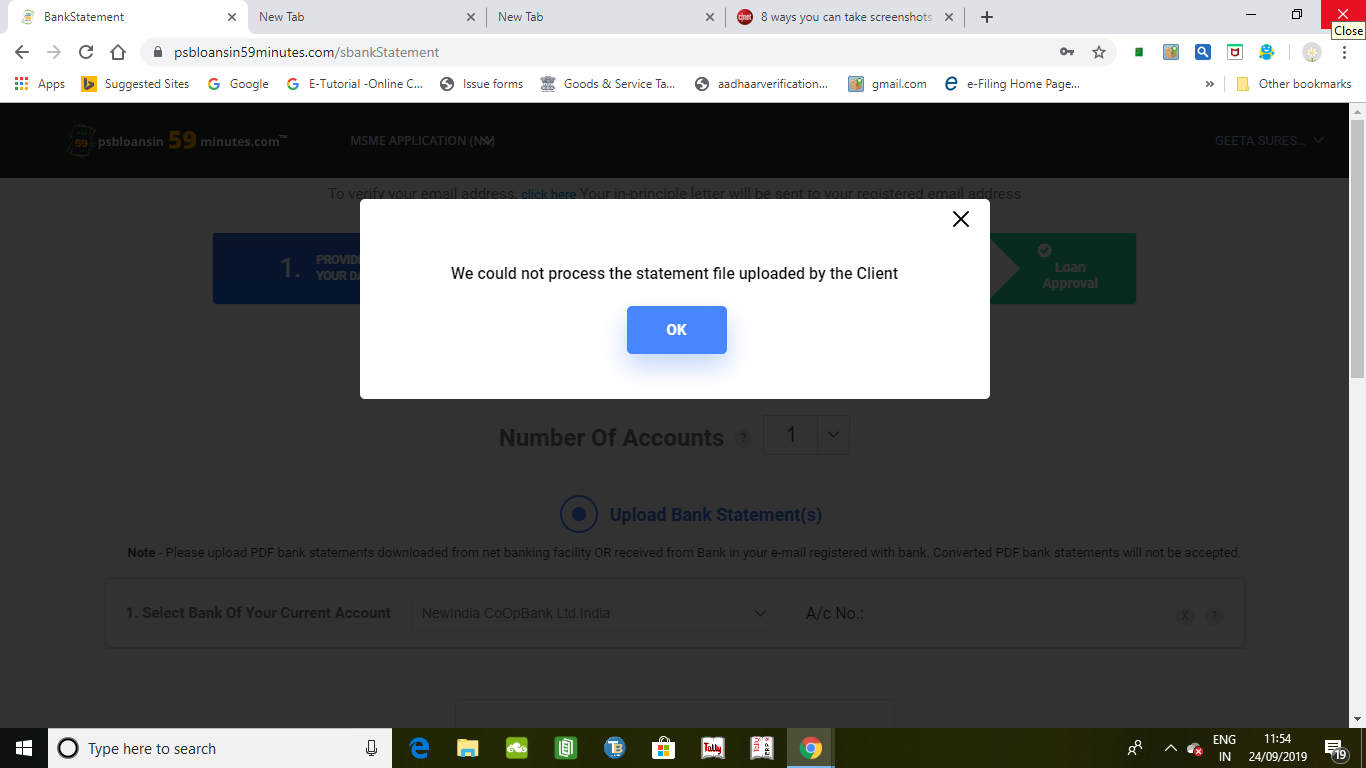 BankStatement
New Tab
New Tab
8 ways you can take screenshots
Close
psbloansin59minutes.com/sbankStatement
Apps
Suggested Sites
Google
E-Tutorial -Online C...
Issue forms
Goods & Service Ta...
aadhaarverification...
gmail.com
e-Filing Home Page...
»
Other bookmarks
59 psbloansin 59 minutes.com™
MSME APPLICATION (N
GEETA SURES...
To verify your email address, click here Your in-principle letter will be sent to your registered email address
We could not process the statement file uploaded by the Client
OK
1.
PROVID
YOUR DA
Loan
Approval
Number Of Accounts ? 1
Upload Bank Statement(s)
Note - Please upload PDF bank statements downloaded from net banking facility OR received from Bank in your e-mail registered with bank. Converted PDF bank statements will not be accepted.
1. Select Bank Of Your Current Account
NewIndia CoOpBank Ltd.India
A/c No.:
X ?
Type here to search
Tally
ENG
IN
11:54
24/09/2019
19